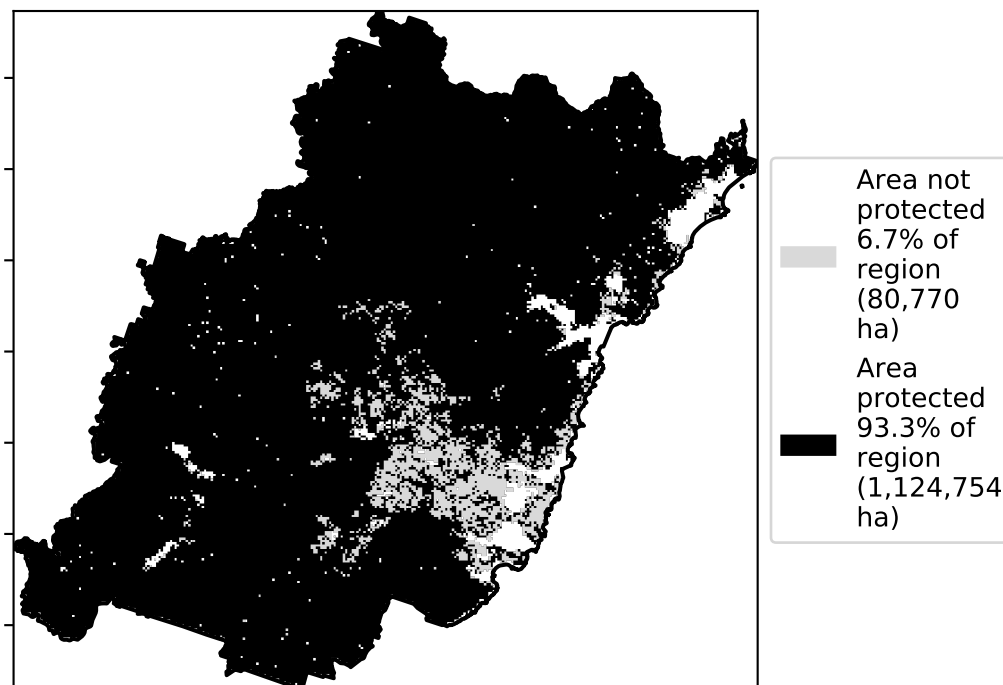 Area not
protected
6.7% of
region
(80,770
ha)
Area
protected
93.3% of
region
(1,124,754
ha)